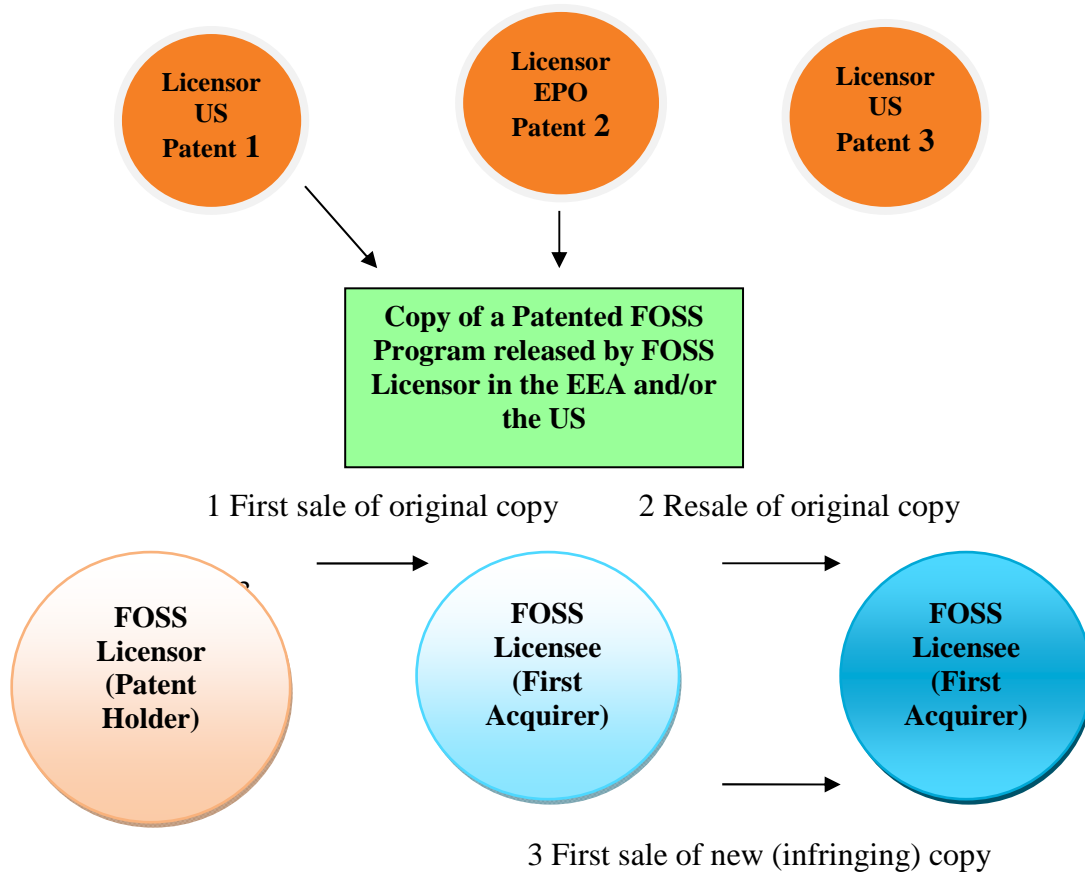 Licensor
US
Patent 1
Licensor
EPO
Patent 2
Licensor
US
Patent 3
Copy of a Patented FOSS
Program released by FOSS
Licensor in the EEA and/or
the US
1 First sale of original copy
2 Resale of original copy
FOSS
Licensor
(Patent
Holder)
FOSS
Licensee
(First
Acquirer)
FOSS
Licensee
(First
Acquirer)
3 First sale of new (infringing) copy